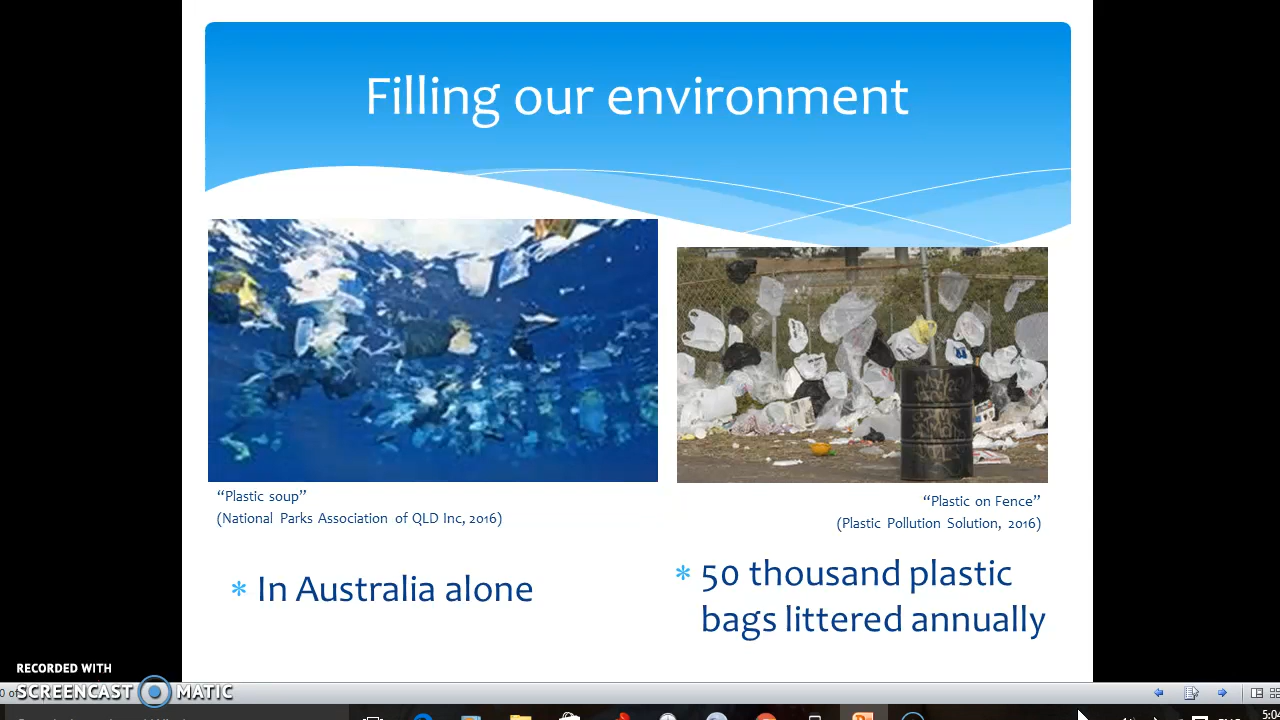 Filling our environment
“Plastic soup”
(National Parks Association of QLD Inc, 2016)
“Plastic on Fence”
(Plastic Pollution Solution, 2016)
* In Australia alone
* 50 thousand plastic
bags littered annually
RECORDED WITH
SCREENCAST MATIC